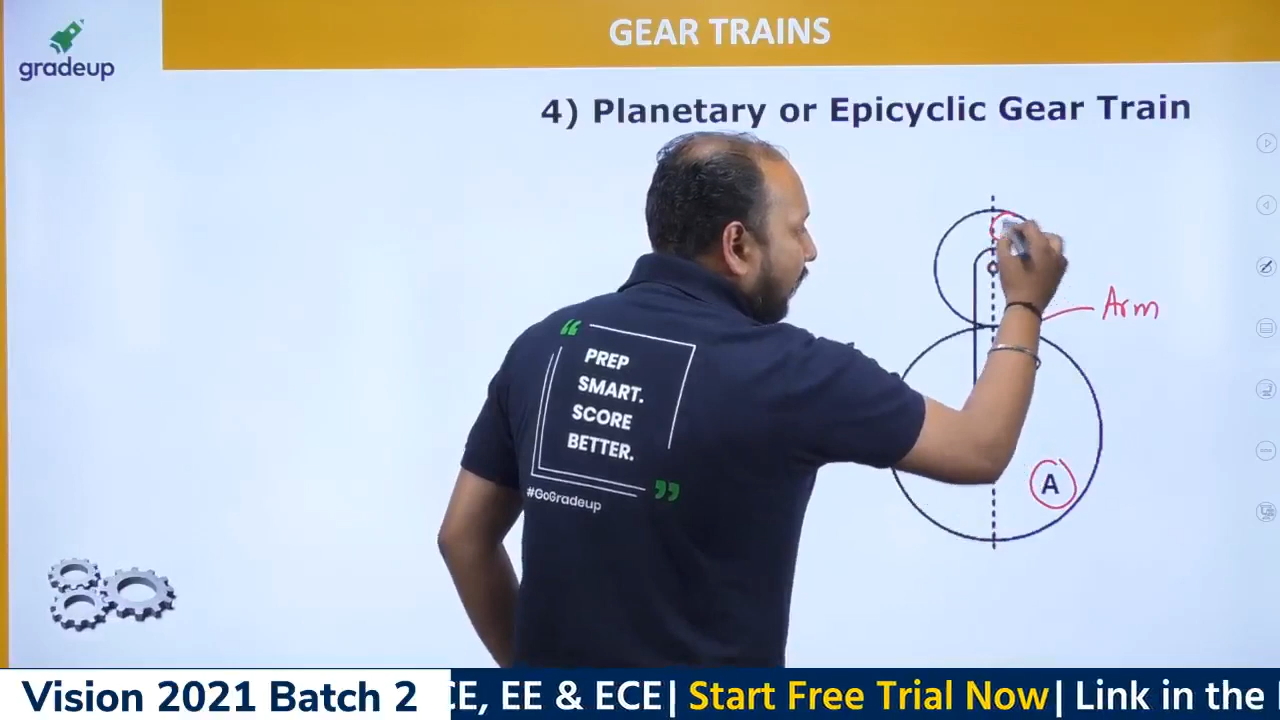 gradeup
GEAR TRAINS
4) Planetary or Epicyclic Gear Train
Arm
A
“ PREP
SMART.
SCORE
BETTER. ”
#GoGradeup
Vision 2021 Batch 2
CE, EE & ECE| Start Free Trial Now| Link in the